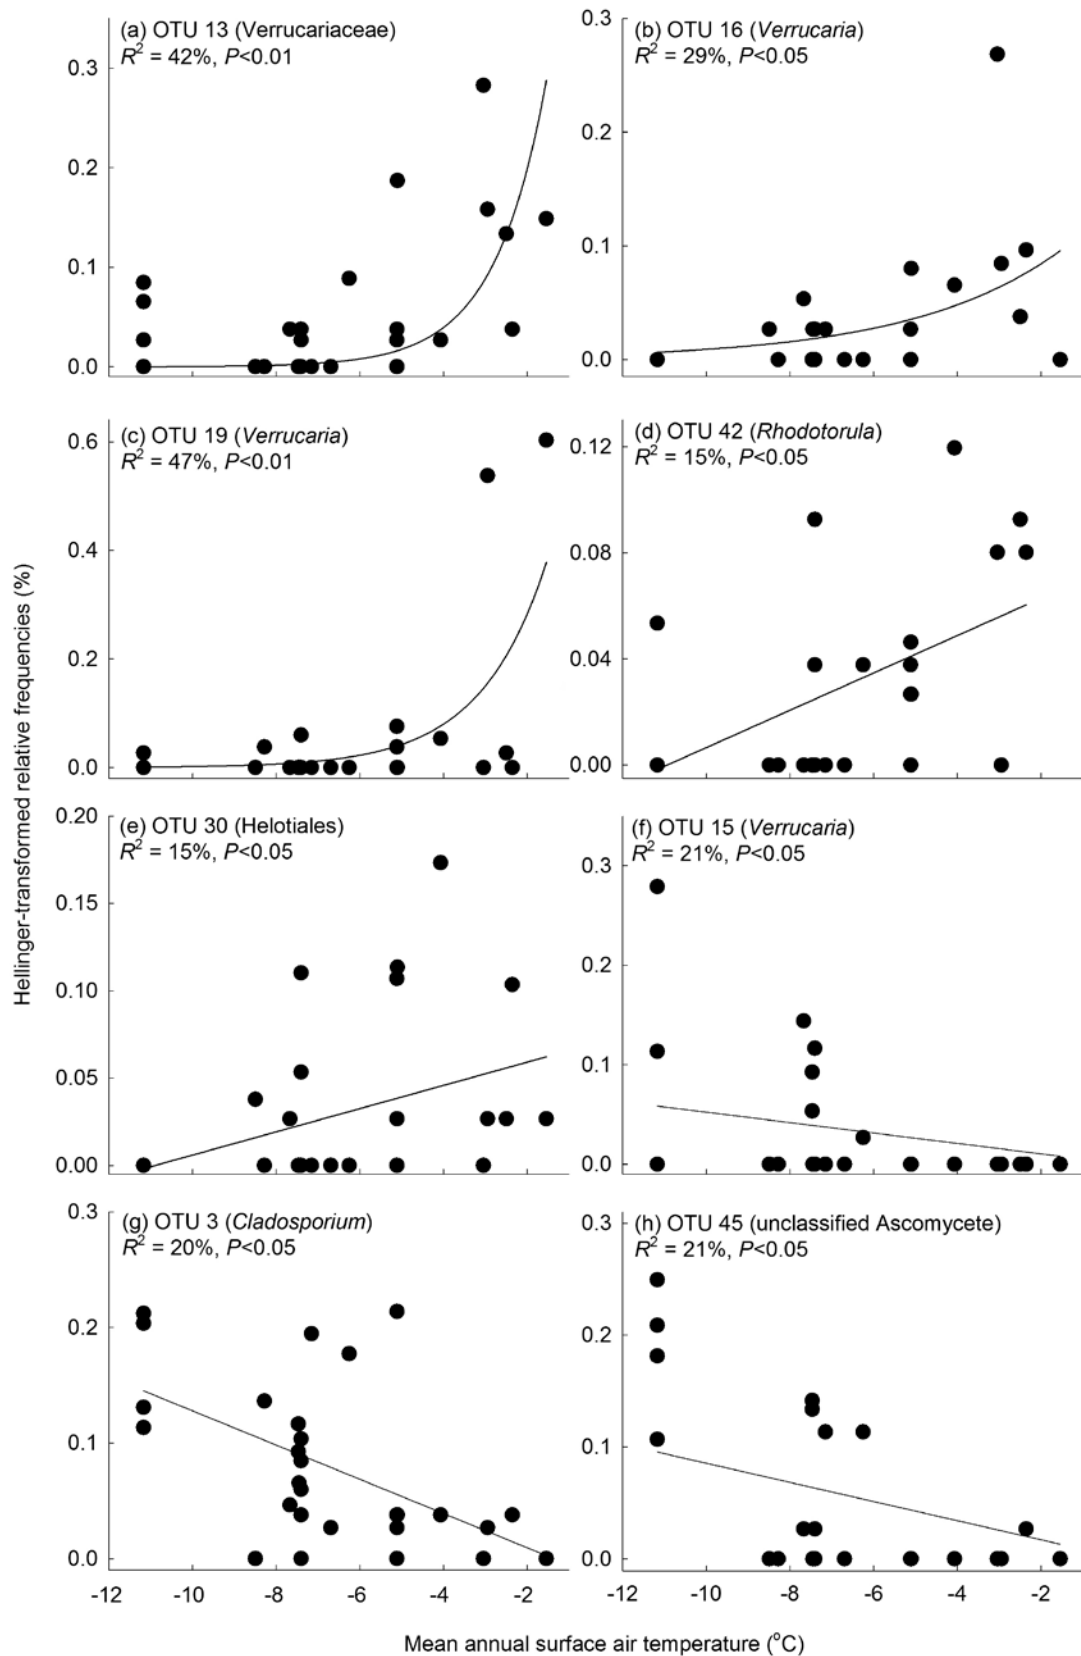 (a) OTU 13 (Verrucariaceae)
R² = 42%, P<0.01
0.3
0.2
0.1
0.0
(b) OTU 16 (Verrucaria)
R² = 29%, P<0.05
0.3
0.2
0.1
0.0
(c) OTU 19 (Verrucaria)
R² = 47%, P<0.01
0.6
0.4
0.2
0.0
(d) OTU 42 (Rhodotorula)
R² = 15%, P<0.05
0.12
0.08
0.04
0.00
(e) OTU 30 (Helotiales)
R² = 15%, P<0.05
0.20
0.15
0.10
0.05
0.00
(f) OTU 15 (Verrucaria)
R² = 21%, P<0.05
0.3
0.2
0.1
0.0
(g) OTU 3 (Cladosporium)
R² = 20%, P<0.05
0.3
0.2
0.1
0.0
-12 -10 -8 -6 -4 -2
(h) OTU 45 (unclassified Ascomycete)
R² = 21%, P<0.05
0.3
0.2
0.1
0.0
-12 -10 -8 -6 -4 -2
Hellinger-transformed relative frequencies (%)
Mean annual surface air temperature (°C)